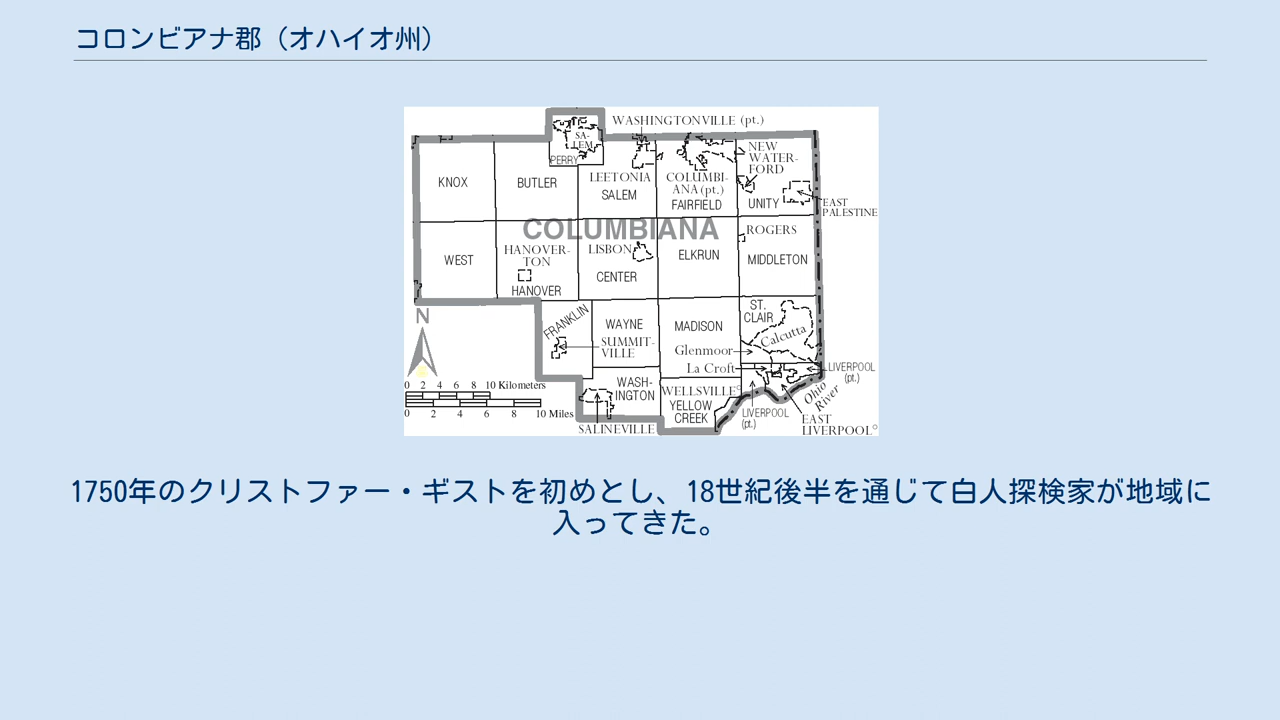 コロンビアナ郡（オハイオ州）
WASHINGTONVILLE (pt.)
SA-
LEM
PERRY
NEW
WATER-
FORD
KNOX
BUTLER
LEETONIA
SALEM
COLUMBI-
ANA (pt.)
FAIRFIELD
UNITY
EAST
PALESTINE
COLUMBIANA
WEST
HANOVER-
TON
HANOVER
LISBON
CENTER
ELKRUN
ROGERS
MIDDLETON
N
FRANKLIN
WAYNE
SUMMIT-
VILLE
MADISON
ST.
CLAIR
Calcutta
Glenmoor
La Croft
LIVERPOOL
(pt.)
0 2 4 6 8 10 Kilometers
0 2 4 6 8 10 Miles
WASH-
INGTON
WELLSVILLE°
YELLOW
CREEK
LIVERPOOL
(pt.)
Ohio
River
EAST
LIVERPOOL°
SALINEVILLE
1750年のクリストファー・ギストを初めとし、18世紀後半を通じて白人探検家が地域に
入ってきた。